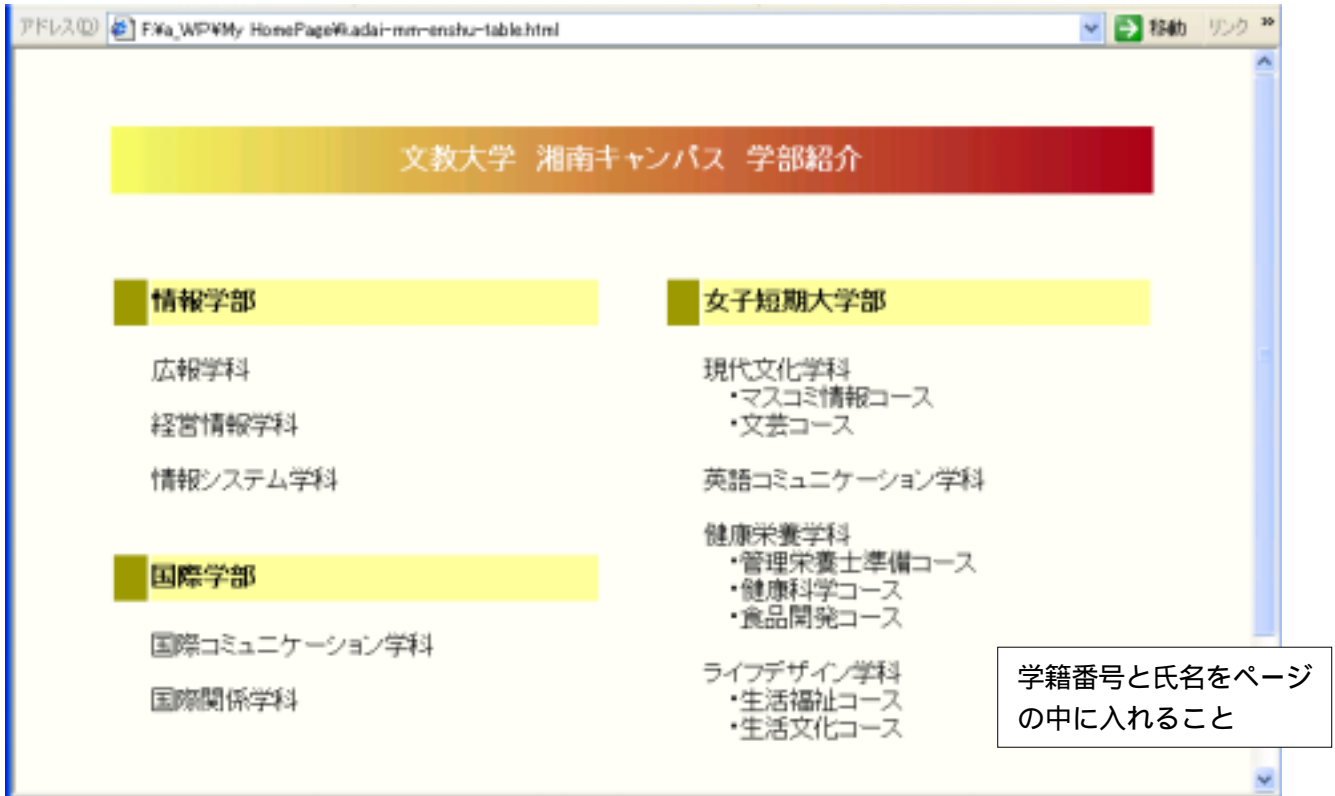 アドレス(D) F:¥a_WP¥My HomePage¥kadai-mm-enshu-table.html 移動 リンク »
文教大学 湘南キャンパス 学部紹介
情報学部
広報学科
経営情報学科
情報システム学科
国際学部
国際コミュニケーション学科
国際関係学科
女子短期大学部
現代文化学科
・マスコミ情報コース
・文芸コース
英語コミュニケーション学科
健康栄養学科
・管理栄養士準備コース
・健康科学コース
・食品開発コース
ライフデザイン学科
・生活福祉コース
・生活文化コース
学籍番号と氏名をページ
の中に入れること